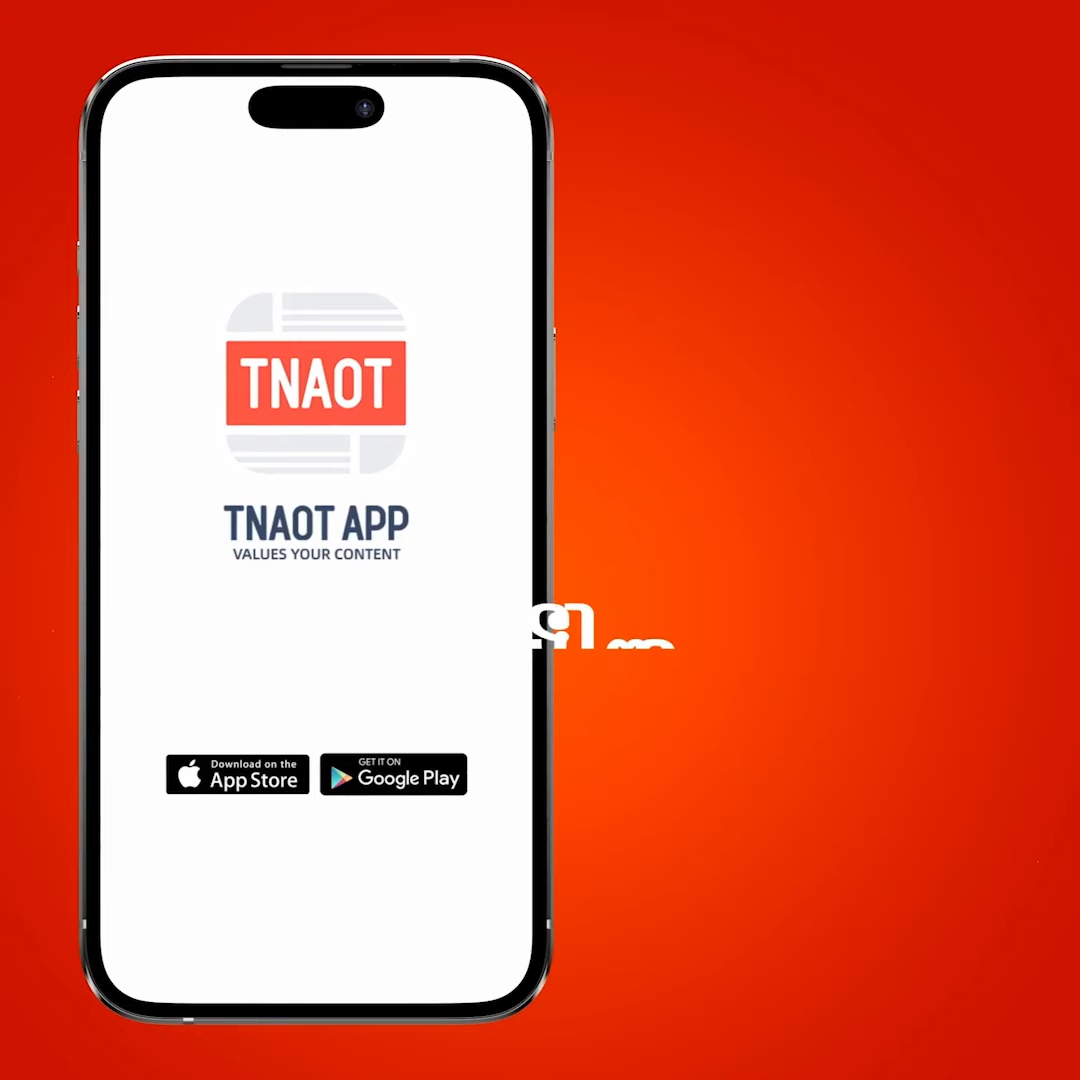 TNAOT
TNAOT APP
VALUES YOUR CONTENT
Download on the
App Store
GET IT ON
Google Play